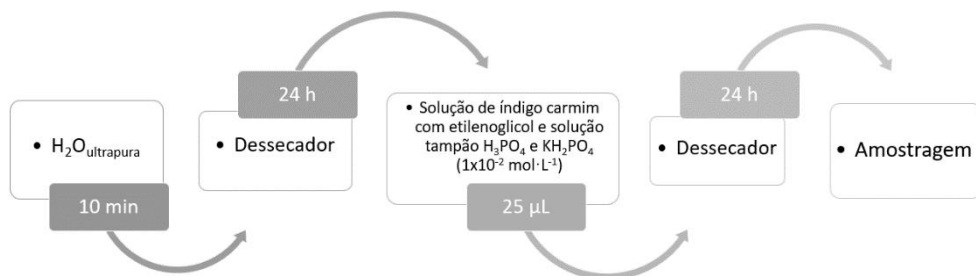 • H₂Oultrapura
10 min
24 h
• Dessecador
• Solução de índigo carmim
com etilenoglicol e solução
tampão H₃PO₄ e KH₂PO₄
(1x10⁻² mol·L⁻¹)
25 µL
24 h
• Dessecador
• Amostragem